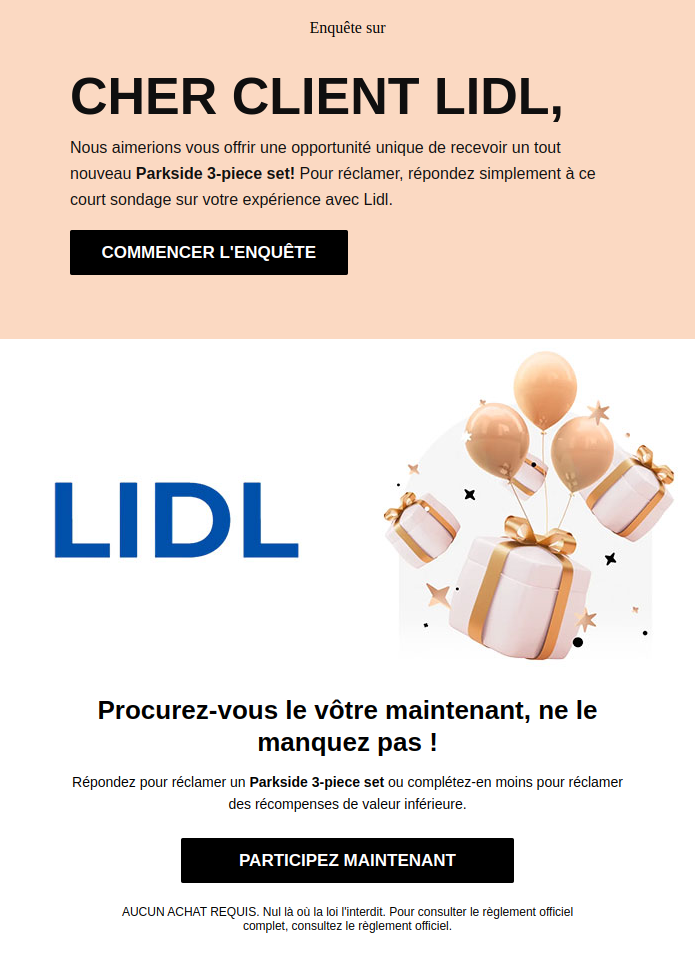 Enquête sur
CHER CLIENT LIDL,
Nous aimerions vous offrir une opportunité unique de recevoir un tout
nouveau Parkside 3-piece set! Pour réclamer, répondez simplement à ce
court sondage sur votre expérience avec Lidl.
COMMENCER L'ENQUÊTE
LIDL
Procurez-vous le vôtre maintenant, ne le
manquez pas !
Répondez pour réclamer un Parkside 3-piece set ou complétez-en moins pour réclamer
des récompenses de valeur inférieure.
PARTICIPEZ MAINTENANT
AUCUN ACHAT REQUIS. Nul là où la loi l'interdit. Pour consulter le règlement officiel
complet, consultez le règlement officiel.